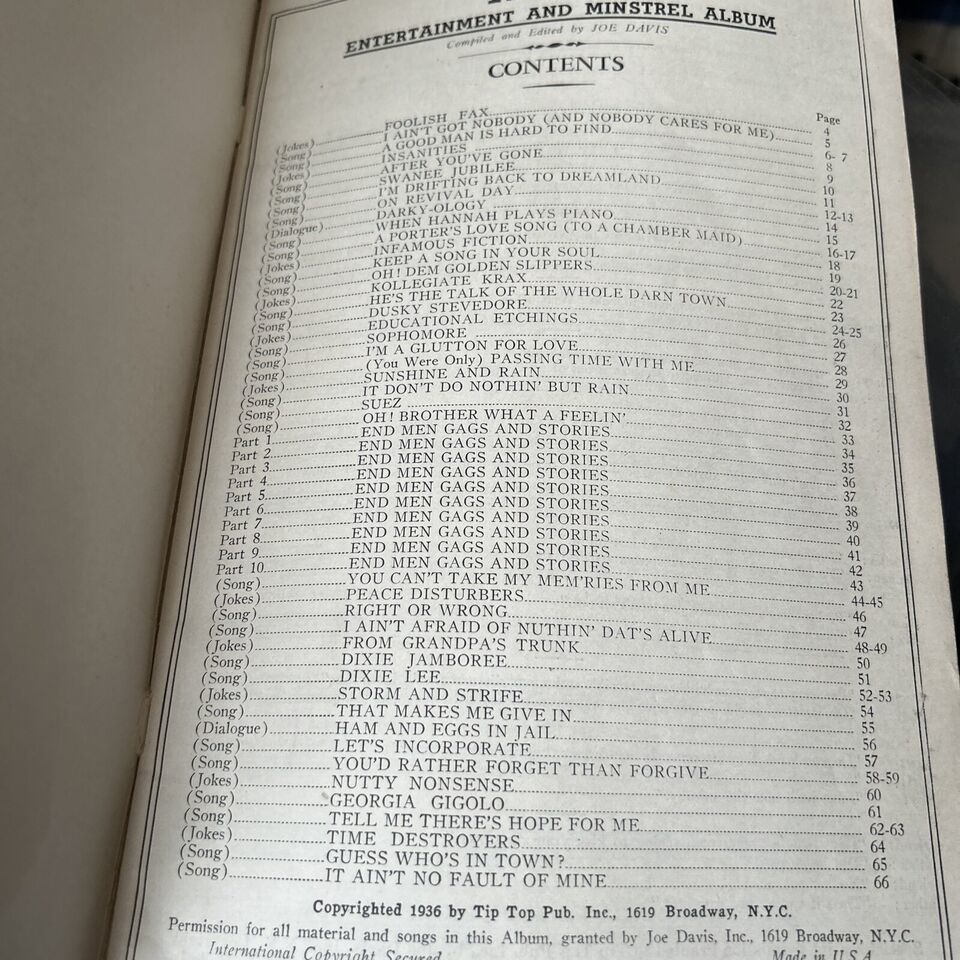 ENTERTAINMENT AND MINSTREL ALBUM
Compiled and Edited by JOE DAVIS
CONTENTS
Page
(Jokes) FOOLISH FAX
(Song) I AIN'T GOT NOBODY (AND NOBODY CARES FOR ME) 4
(Song) A GOOD MAN IS HARD TO FIND 5
(Jokes) INSANITIES 6- 7
(Song) AFTER YOU'VE GONE 8
(Song) SWANEE JUBILEE 9
(Song) I'M DRIFTING BACK TO DREAMLAND 10
(Song) ON REVIVAL DAY 11
(Dialogue) DARKY-OLOGY 12-13
(Song) WHEN HANNAH PLAYS PIANO 14
(Song) A PORTER'S LOVE SONG (TO A CHAMBER MAID) 15
(Jokes) INFAMOUS FICTION 16-17
(Song) KEEP A SONG IN YOUR SOUL 18
(Song) OH! DEM GOLDEN SLIPPERS 19
(Jokes) KOLLEGIATE KRAX 20-21
(Song) HE'S THE TALK OF THE WHOLE DARN TOWN 22
(Song) DUSKY STEVEDORE 23
(Jokes) EDUCATIONAL ETCHINGS 24-25
(Song) SOPHOMORE 26
(Song) I'M A GLUTTON FOR LOVE 27
(Song) (You Were Only) PASSING TIME WITH ME 28
(Jokes) SUNSHINE AND RAIN 29
(Song) IT DON'T DO NOTHIN' BUT RAIN 30
(Song) SUEZ 31
(Song) OH! BROTHER WHAT A FEELIN' 32
Part 1 END MEN GAGS AND STORIES 33
Part 2 END MEN GAGS AND STORIES 34
Part 3 END MEN GAGS AND STORIES 35
Part 4 END MEN GAGS AND STORIES 36
Part 5 END MEN GAGS AND STORIES 37
Part 6 END MEN GAGS AND STORIES 38
Part 7 END MEN GAGS AND STORIES 39
Part 8 END MEN GAGS AND STORIES 40
Part 9 END MEN GAGS AND STORIES 41
Part 10 END MEN GAGS AND STORIES 42
(Song) YOU CAN'T TAKE MY MEM'RIES FROM ME 43
(Jokes) PEACE DISTURBERS 44-45
(Song) RIGHT OR WRONG 46
(Song) I AIN'T AFRAID OF NUTHIN' DAT'S ALIVE 47
(Jokes) FROM GRANDPA'S TRUNK 48-49
(Song) DIXIE JAMBOREE 50
(Song) DIXIE LEE 51
(Jokes) STORM AND STRIFE 52-53
(Song) THAT MAKES ME GIVE IN 54
(Dialogue) HAM AND EGGS IN JAIL 55
(Song) LET'S INCORPORATE 56
(Song) YOU'D RATHER FORGET THAN FORGIVE 57
(Jokes) NUTTY NONSENSE 58-59
(Song) GEORGIA GIGOLO 60
(Song) TELL ME THERE'S HOPE FOR ME 61
(Jokes) TIME DESTROYERS 62-63
(Song) GUESS WHO'S IN TOWN? 64
(Song) IT AIN'T NO FAULT OF MINE 65
66
Copyrighted 1936 by Tip Top Pub. Inc., 1619 Broadway, N.Y.C.
Permission for all material and songs in this Album, granted by Joe Davis, Inc., 1619 Broadway, N.Y.C.
International Copyright Secured Made in U.S.A.